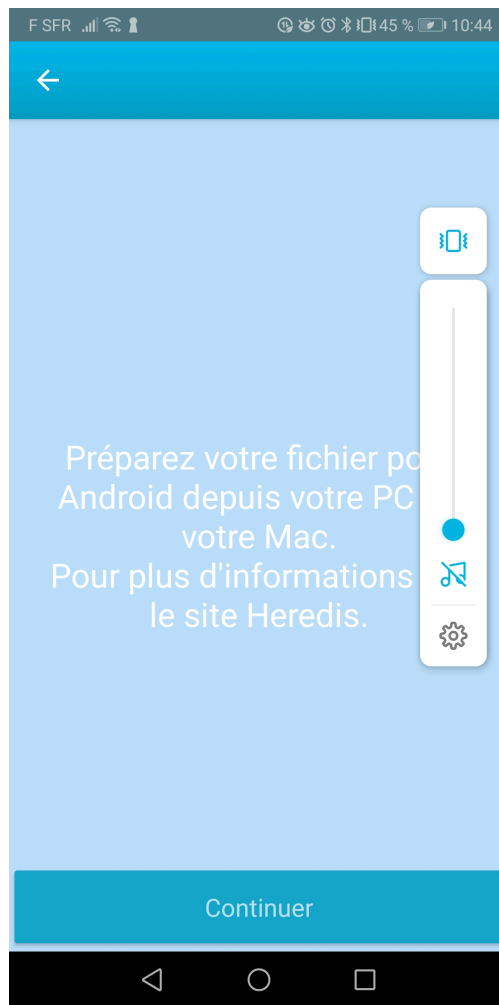 F SFR 45 % 10:44
Préparez votre fichier po
Android depuis votre PC
votre Mac.
Pour plus d'informations
le site Heredis.
Continuer